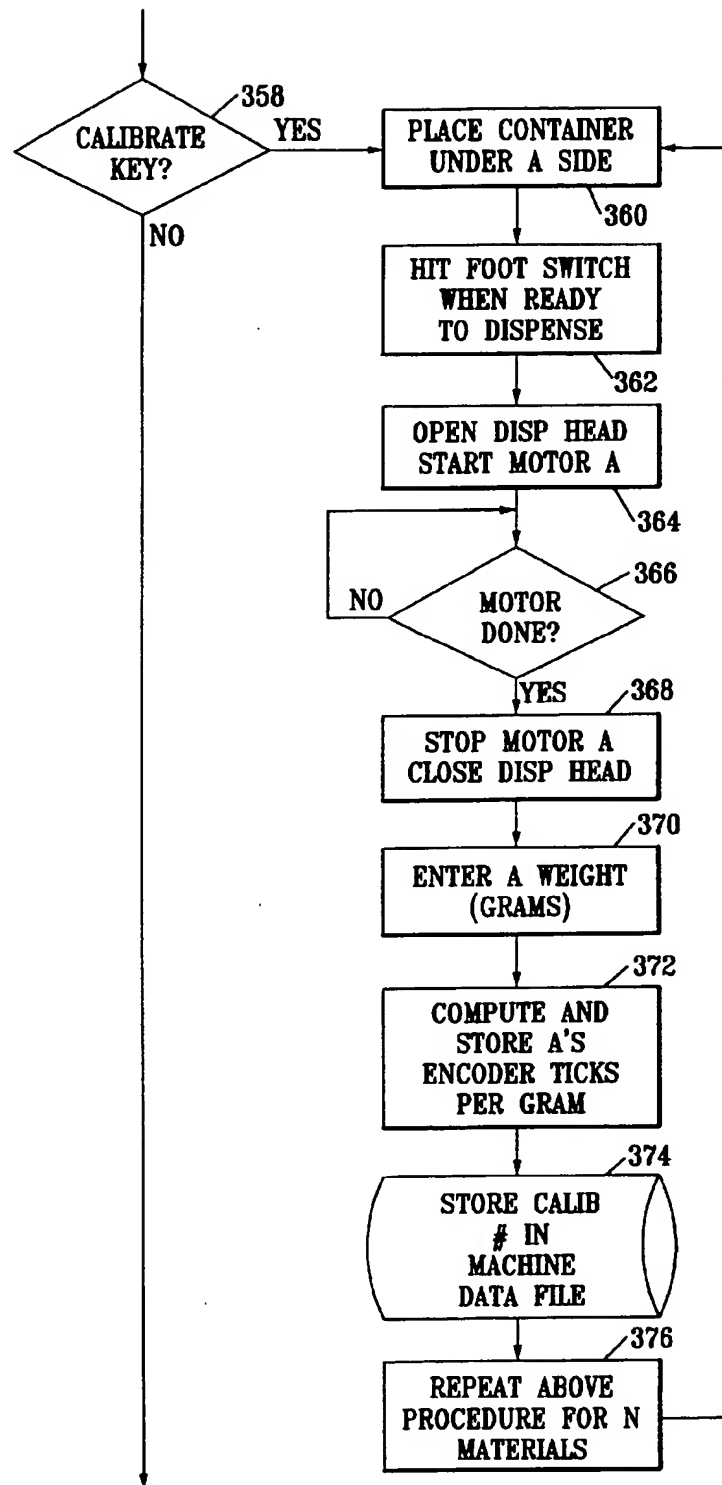 358
CALIBRATE
KEY?
YES
NO
PLACE CONTAINER
UNDER A SIDE
360
HIT FOOT SWITCH
WHEN READY
TO DISPENSE
362
OPEN DISP HEAD
START MOTOR A
364
366
MOTOR
DONE?
NO
YES
368
STOP MOTOR A
CLOSE DISP HEAD
370
ENTER A WEIGHT
(GRAMS)
372
COMPUTE AND
STORE A'S
ENCODER TICKS
PER GRAM
374
STORE CALIB
# IN
MACHINE
DATA FILE
376
REPEAT ABOVE
PROCEDURE FOR N
MATERIALS